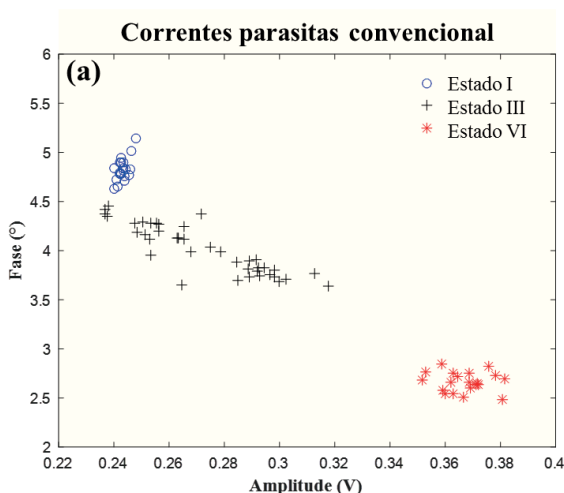 Correntes parasitas convencional
(a)
Estado I
Estado III
Estado VI
Fase (°)
6
5.5
5
4.5
4
3.5
3
2.5
2
0.22
0.24
0.26
0.28
0.3
0.32
0.34
0.36
0.38
0.4
Amplitude (V)